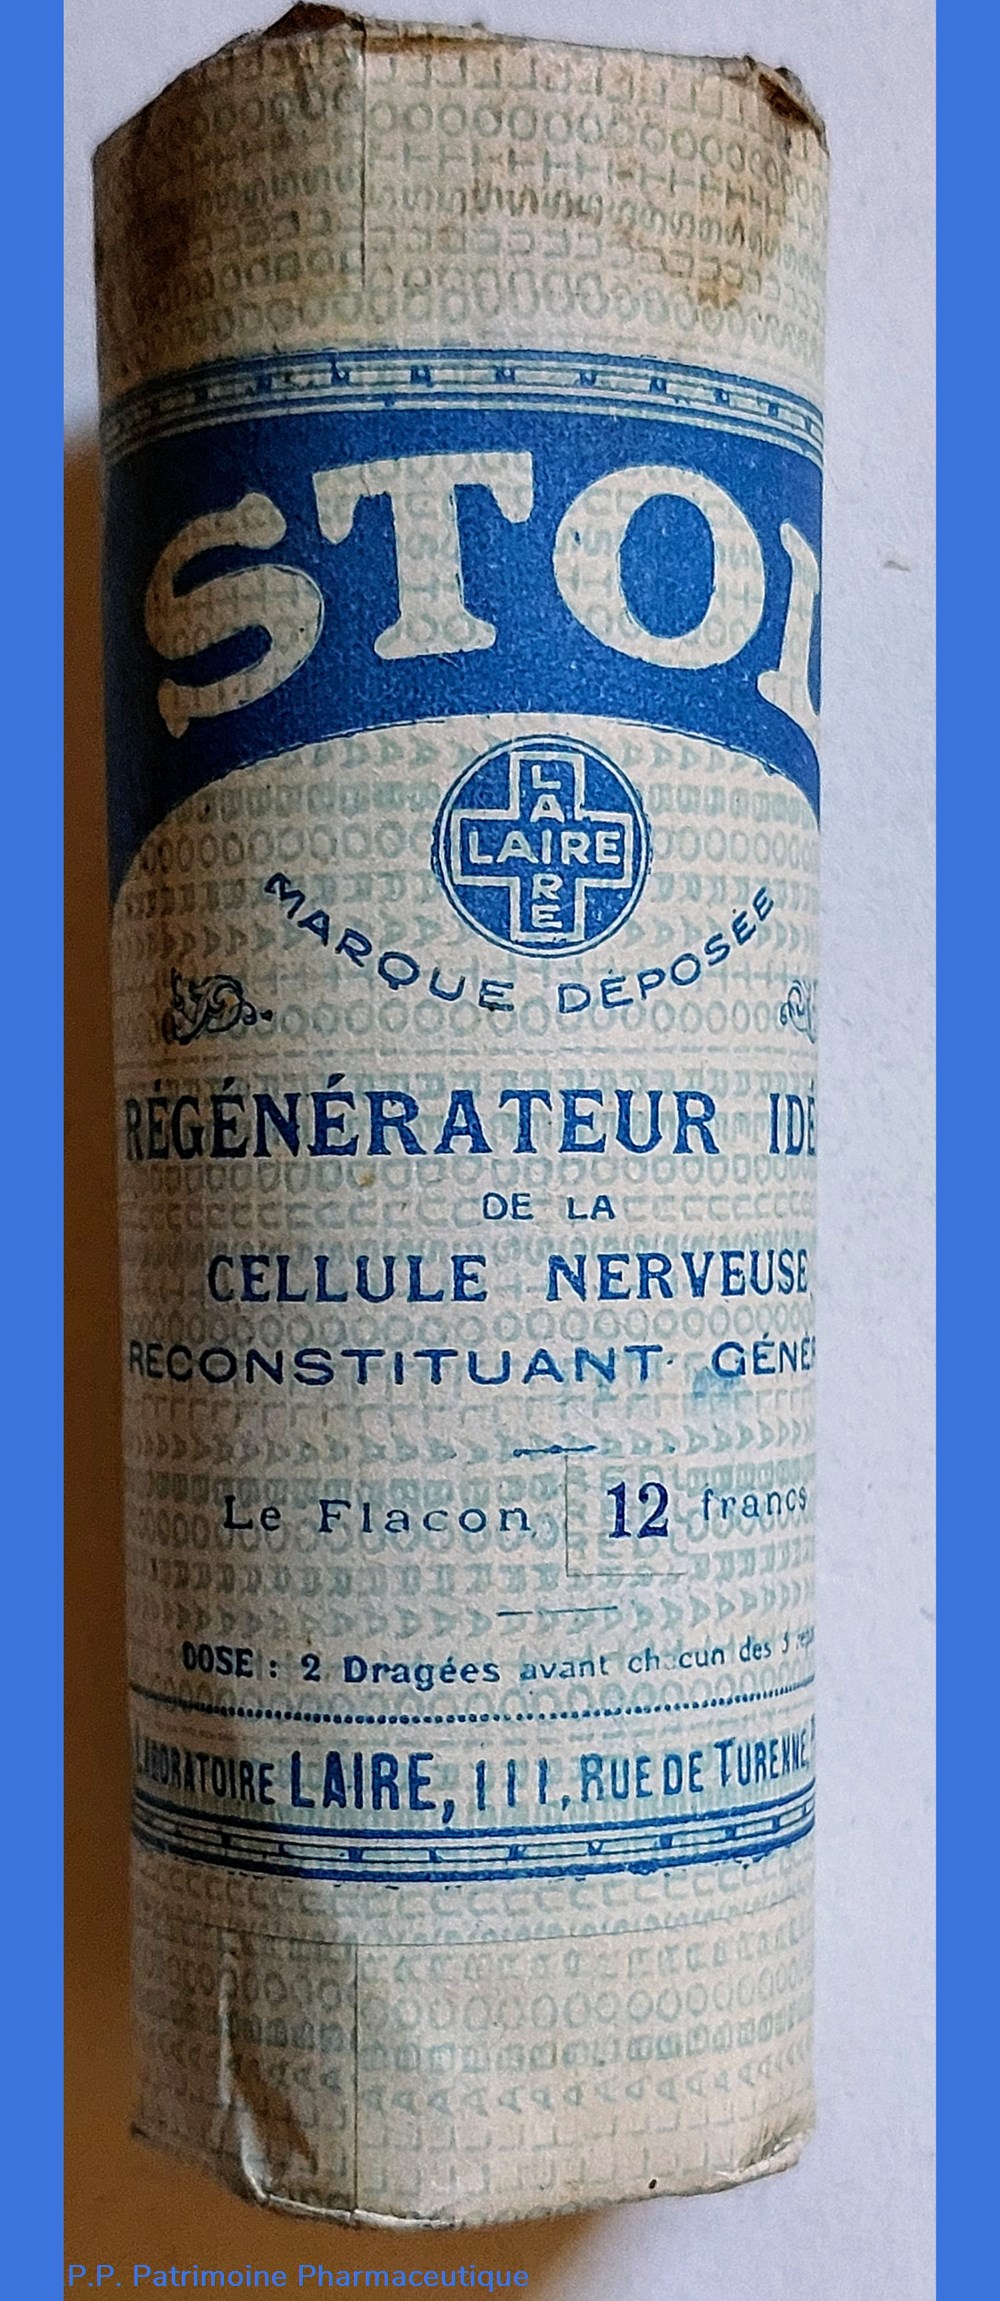 STO
LAIRE
LAIRE
MARQUE DÉPOSÉE
RÉGÉNÉRATEUR IDÉ
DE LA
CELLULE NERVEUSE
RECONSTITUANT GÉNÉ
Le Flacon 12 francs
DOSE : 2 Dragées avant chacun des 3
LABORATOIRE LAIRE, 111, RUE DE TURENNE,
P.P. Patrimoine Pharmaceutique